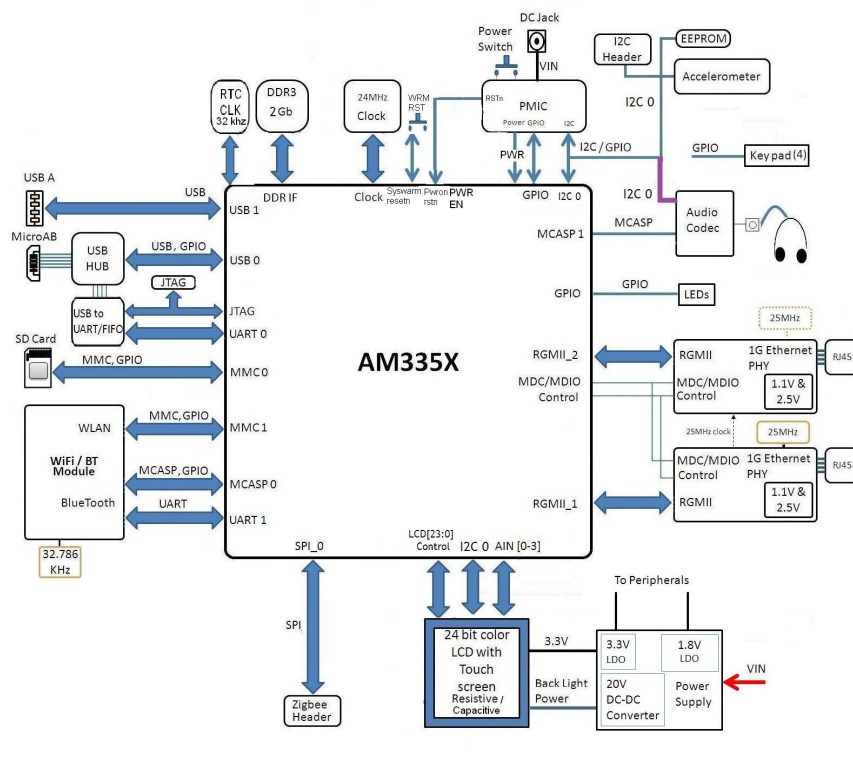 DC Jack
Power
Switch
VIN
I2C
Header
EEPROM
Accelerometer
I2C 0
RTC
CLK
32 khz
DDR3
2 Gb
24MHz
Clock
WRM
RST
RSTn
PMIC
Power GPIO
I2C
PWR
I2C/GPIO
GPIO
Key pad (4)
USB A
USB
USB 1
DDR IF
Clock
Syswarm
resetn
Pwron
rstn
PWR
EN
GPIO
I2C 0
I2C 0
MCASP 1
MCASP
Audio
Codec
MicroAB
USB
HUB
USB, GPIO
USB 0
JTAG
USB to
UART/FIFO
JTAG
UART 0
GPIO
GPIO
LEDs
SD Card
MMC, GPIO
MMC 0
AM335X
25MHz
RGMII_2
RGMII
1G Ethernet
PHY
RJ45
MDC/MDIO
Control
MDC/MDIO
Control
1.1V &
2.5V
WLAN
MMC, GPIO
MMC 1
25MHz clock
25MHz
WiFi / BT
Module
MCASP, GPIO
MCASP 0
MDC/MDIO
Control
1G Ethernet
PHY
RJ45
BlueTooth
UART
UART 1
RGMII_1
RGMII
1.1V &
2.5V
32.786
KHz
SPI_0
LCD[23:0]
Control
I2C 0
AIN [0-3]
SPI
To Peripherals
24 bit color
LCD with
Touch
screen
Resistive /
Capacitive
3.3V
3.3V
LDO
1.8V
LDO
VIN
Back Light
Power
20V
DC-DC
Converter
Power
Supply
Zigbee
Header